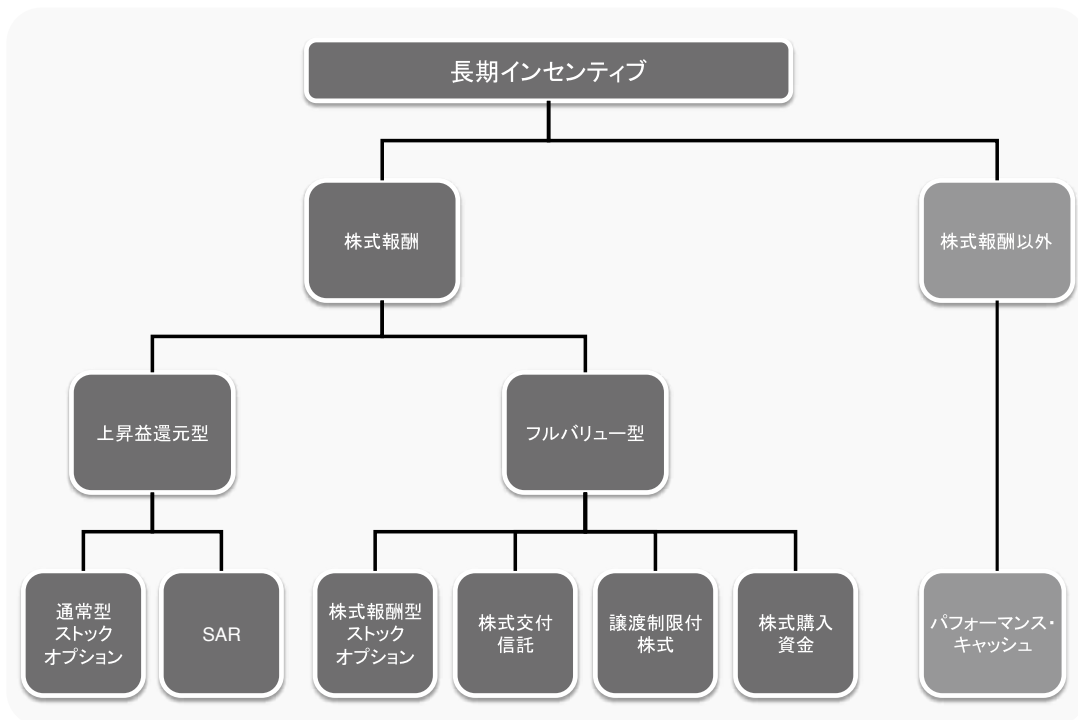 長期インセンティブ
株式報酬
株式報酬以外
上昇益還元型
フルバリュー型
通常型
ストック
オプション
SAR
株式報酬型
ストック
オプション
株式交付
信託
譲渡制限付
株式
株式購入
資金
パフォーマンス・
キャッシュ